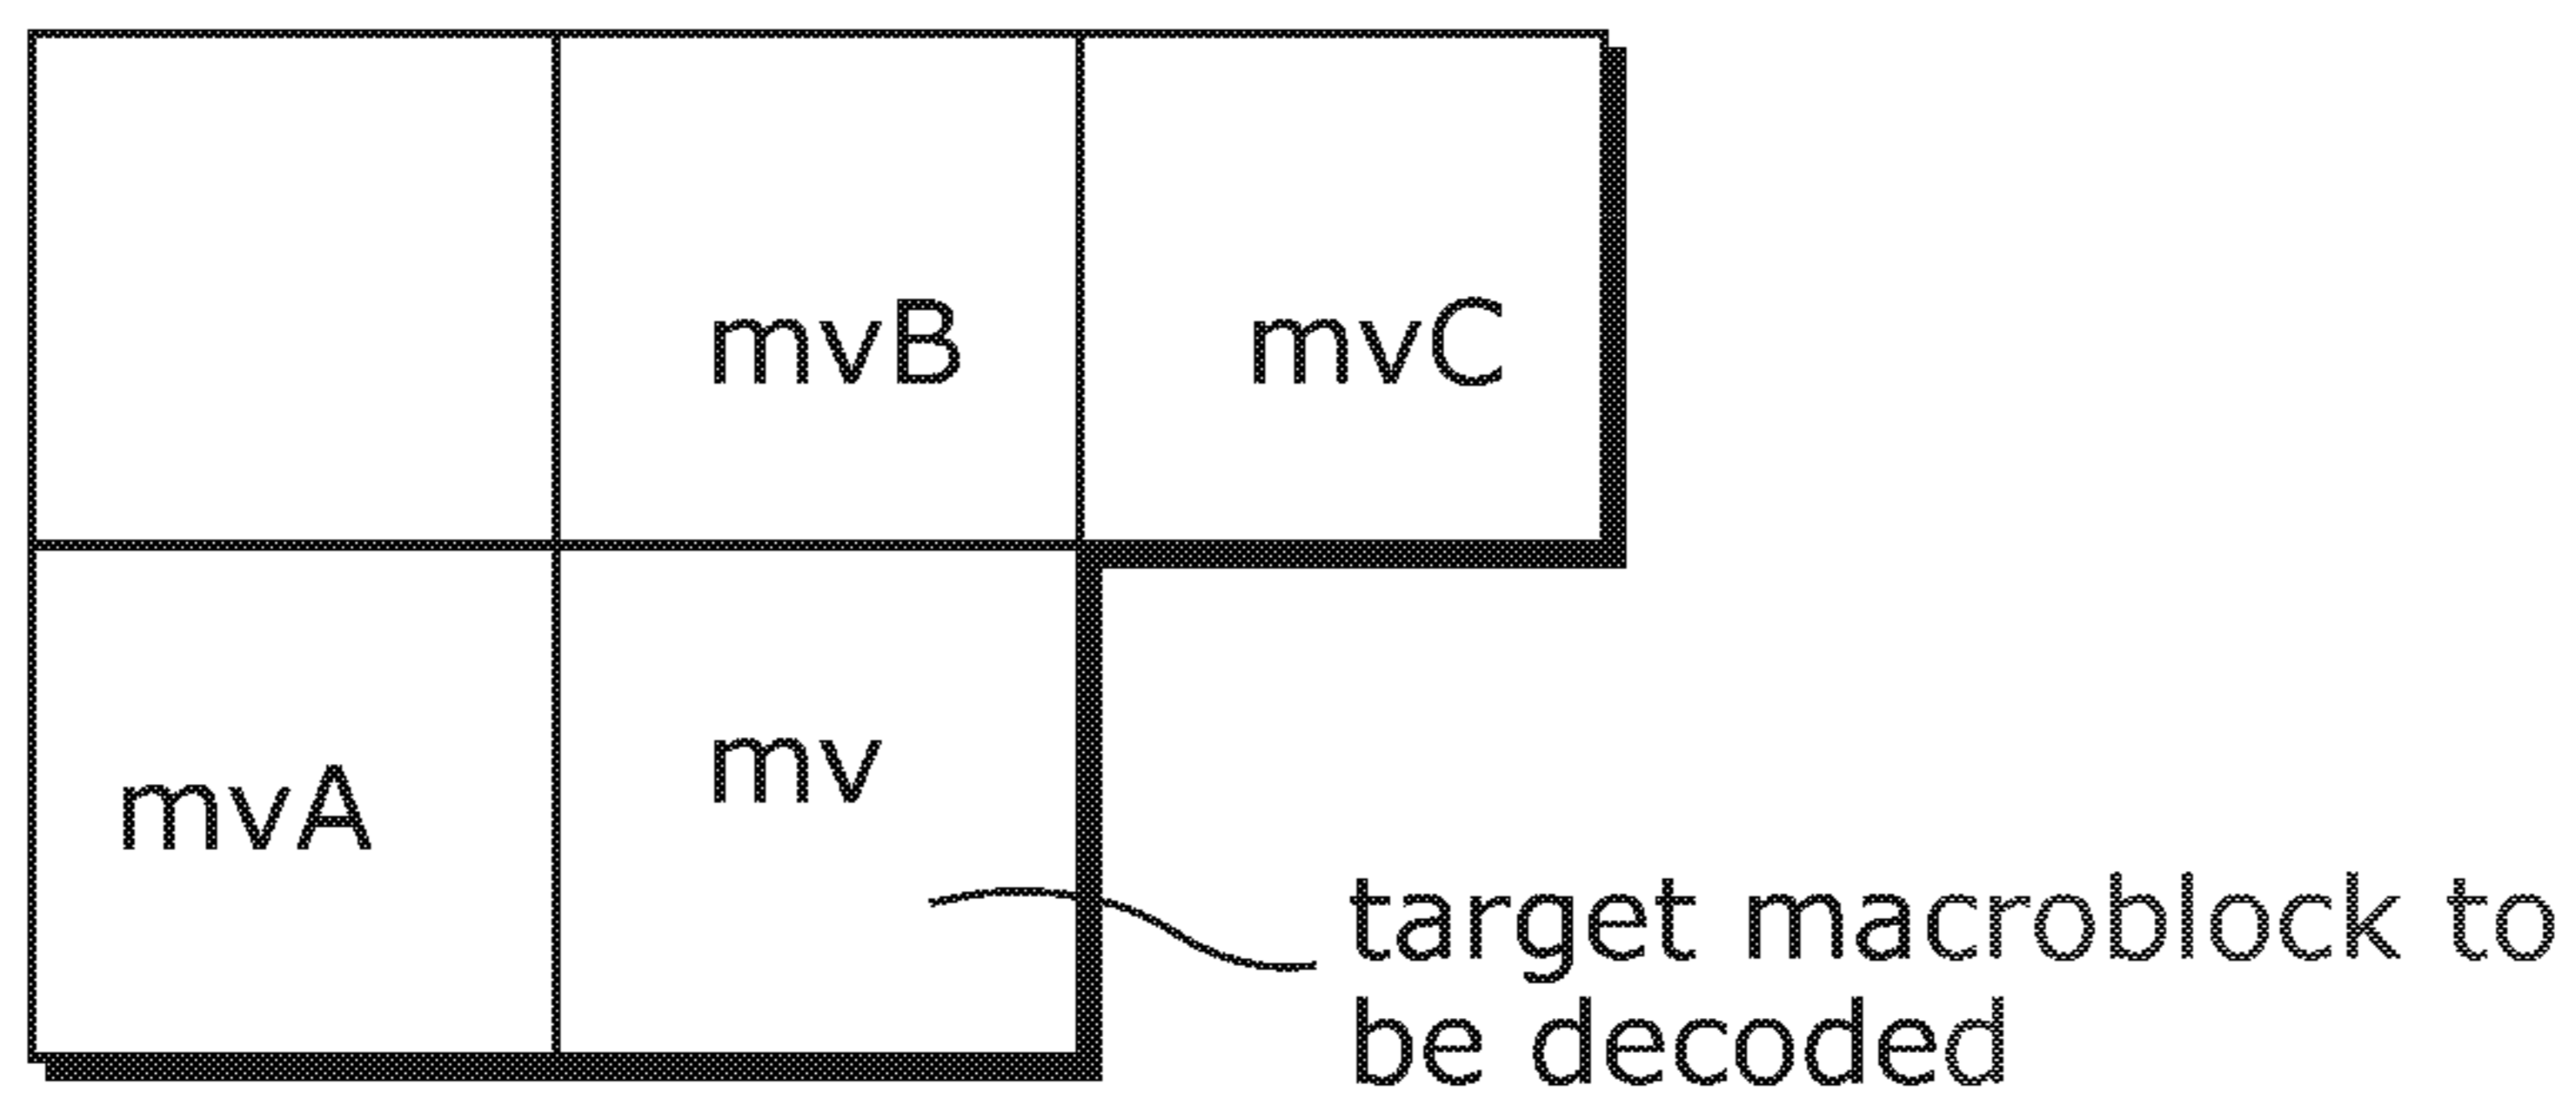 mvB
mvC
mvA
mv
target macroblock to
be decoded